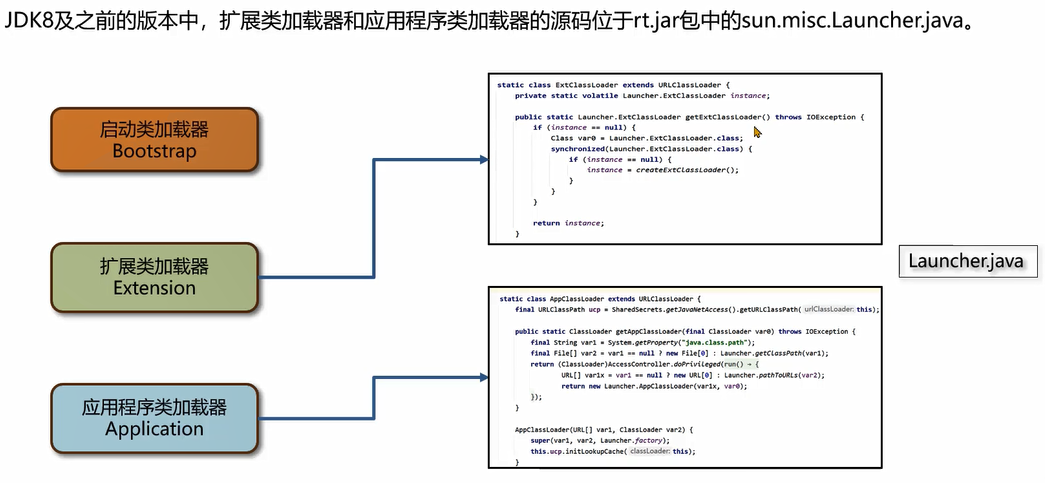 JDK8及之前的版本中，扩展类加载器和应用程序类加载器的源码位于rt.jar包中的sun.misc.Launcher.java。
启动类加载器
Bootstrap
扩展类加载器
Extension
应用程序类加载器
Application
static class ExtClassLoader extends URLClassLoader {
private static volatile Launcher.ExtClassLoader instance;
public static Launcher.ExtClassLoader getExtClassLoader() throws IOException {
if (instance == null) {
Class var0 = Launcher.ExtClassLoader.class;
synchronized(Launcher.ExtClassLoader.class) {
if (instance == null) {
instance = createExtClassLoader();
}
}
}
return instance;
}
Launcher.java
static class AppClassLoader extends URLClassLoader {
final URLClassPath ucp = SharedSecrets.getJavaNetAccess().getURLClassPath( urlClassLoader: this);
public static ClassLoader getAppClassLoader(final ClassLoader var0) throws IOException {
final String var1 = System.getProperty("java.class.path");
final File[] var2 = var1 == null ? new File[0] : Launcher.getClassPath(var1);
return (ClassLoader)AccessController.doPrivileged(run() → {
URL[] var1x = var1 == null ? new URL[0] : Launcher.pathToURLs(var2);
return new Launcher.AppClassLoader(var1x, var0);
});
}
AppClassLoader(URL[] var1, ClassLoader var2) {
super(var1, var2, Launcher.factory);
this.ucp.initLookupCache( classLoader: this);
}